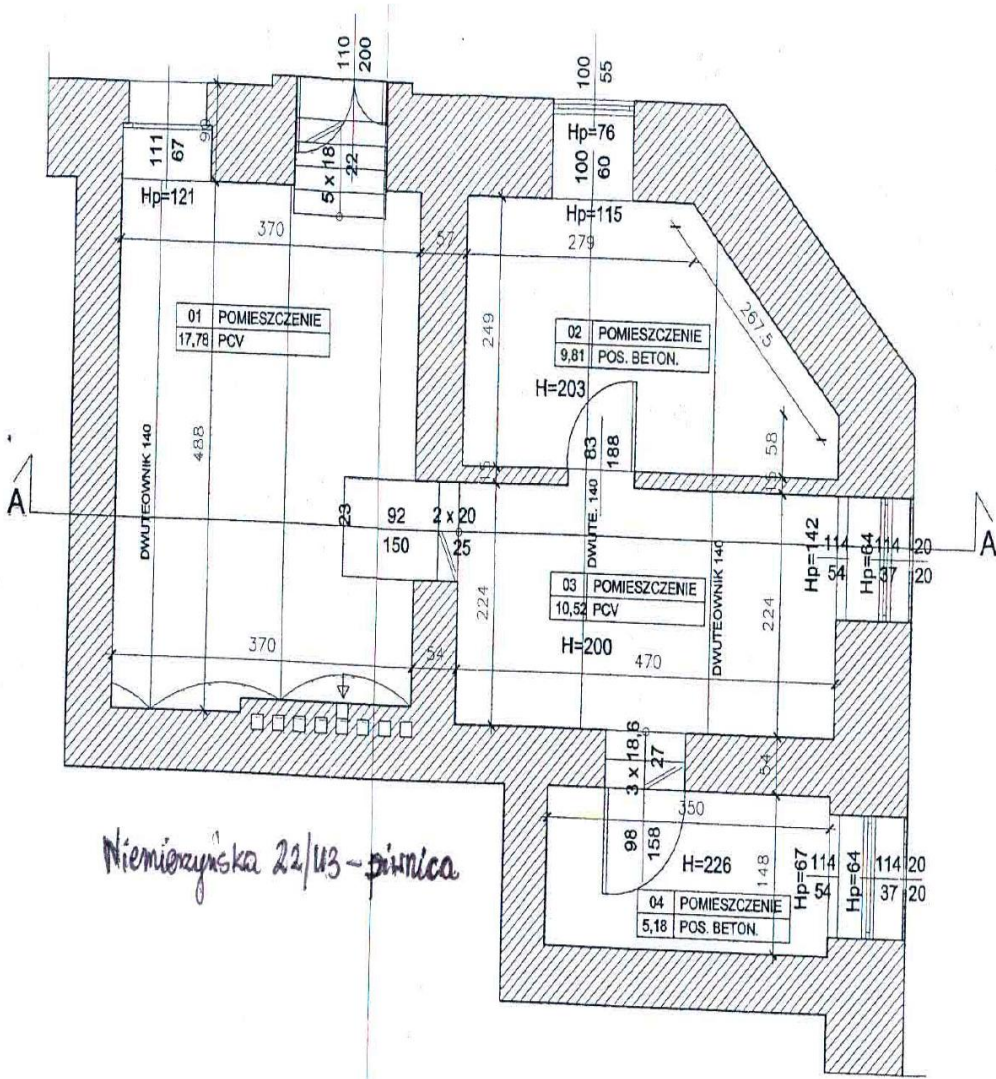 110
200
100
55
111
67
90
Hp=121
5 x 18
22
Hp=76
100
60
Hp=115
370
57
279
267.5
01 POMIESZCZENIE
17,78 PCV
249
02 POMIESZCZENIE
9,81 POS. BETON.
H=203
DWUTEOWNIK 140
488
83
188
15
58
15
A
23
92
150
2 x 20
25
DWUTE. 140
Hp=142
114
54
Hp=64
114
37
20
20
A
03 POMIESZCZENIE
10,52 PCV
H=200
224
DWUTEOWNIK 140
224
370
54
470
3 x 18,6
27
54
350
98
158
H=226
148
Hp=67
114
54
Hp=64
114
37
20
20
04 POMIESZCZENIE
5,18 POS. BETON.
Niemierzyńska 22/U3 - piwnica